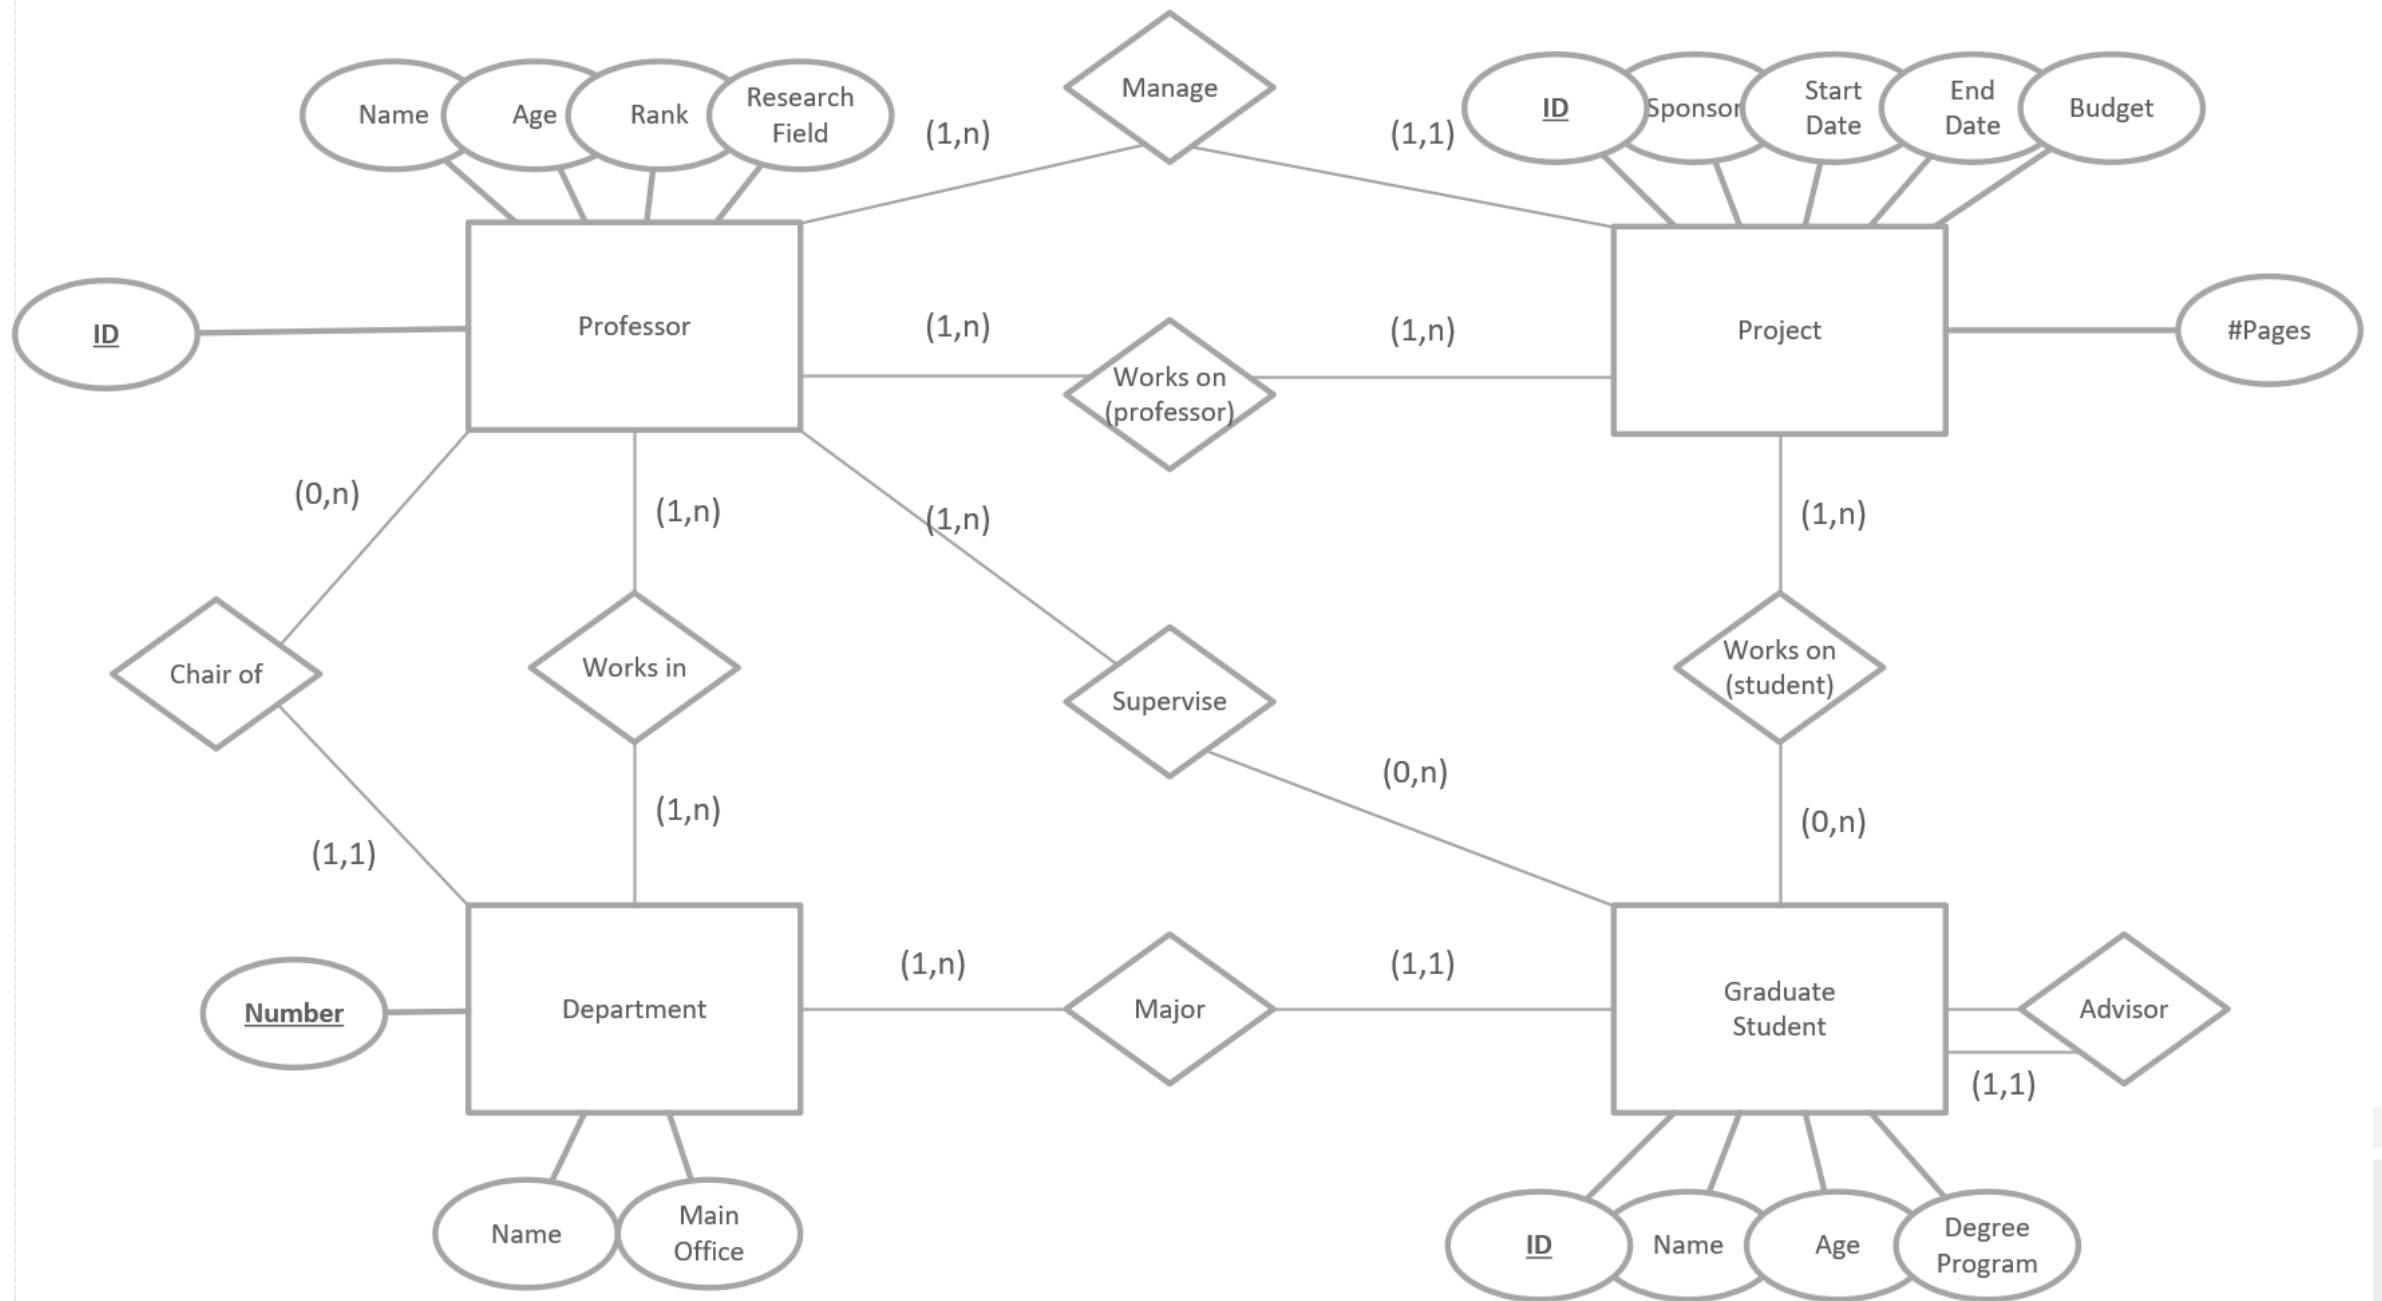 Manage
Name
Age
Rank
Research
Field
(1,n)
(1,1)
ID
Sponsor
Start
Date
End
Date
Budget
ID
Professor
(1,n)
Works on
(professor)
(1,n)
Project
#Pages
(0,n)
(1,n)
(1,n)
(1,n)
Chair of
Works in
Supervise
Works on
(student)
(1,1)
(1,n)
(0,n)
(0,n)
Number
Department
(1,n)
Major
(1,1)
Graduate
Student
Advisor
(1,1)
Name
Main
Office
ID
Name
Age
Degree
Program